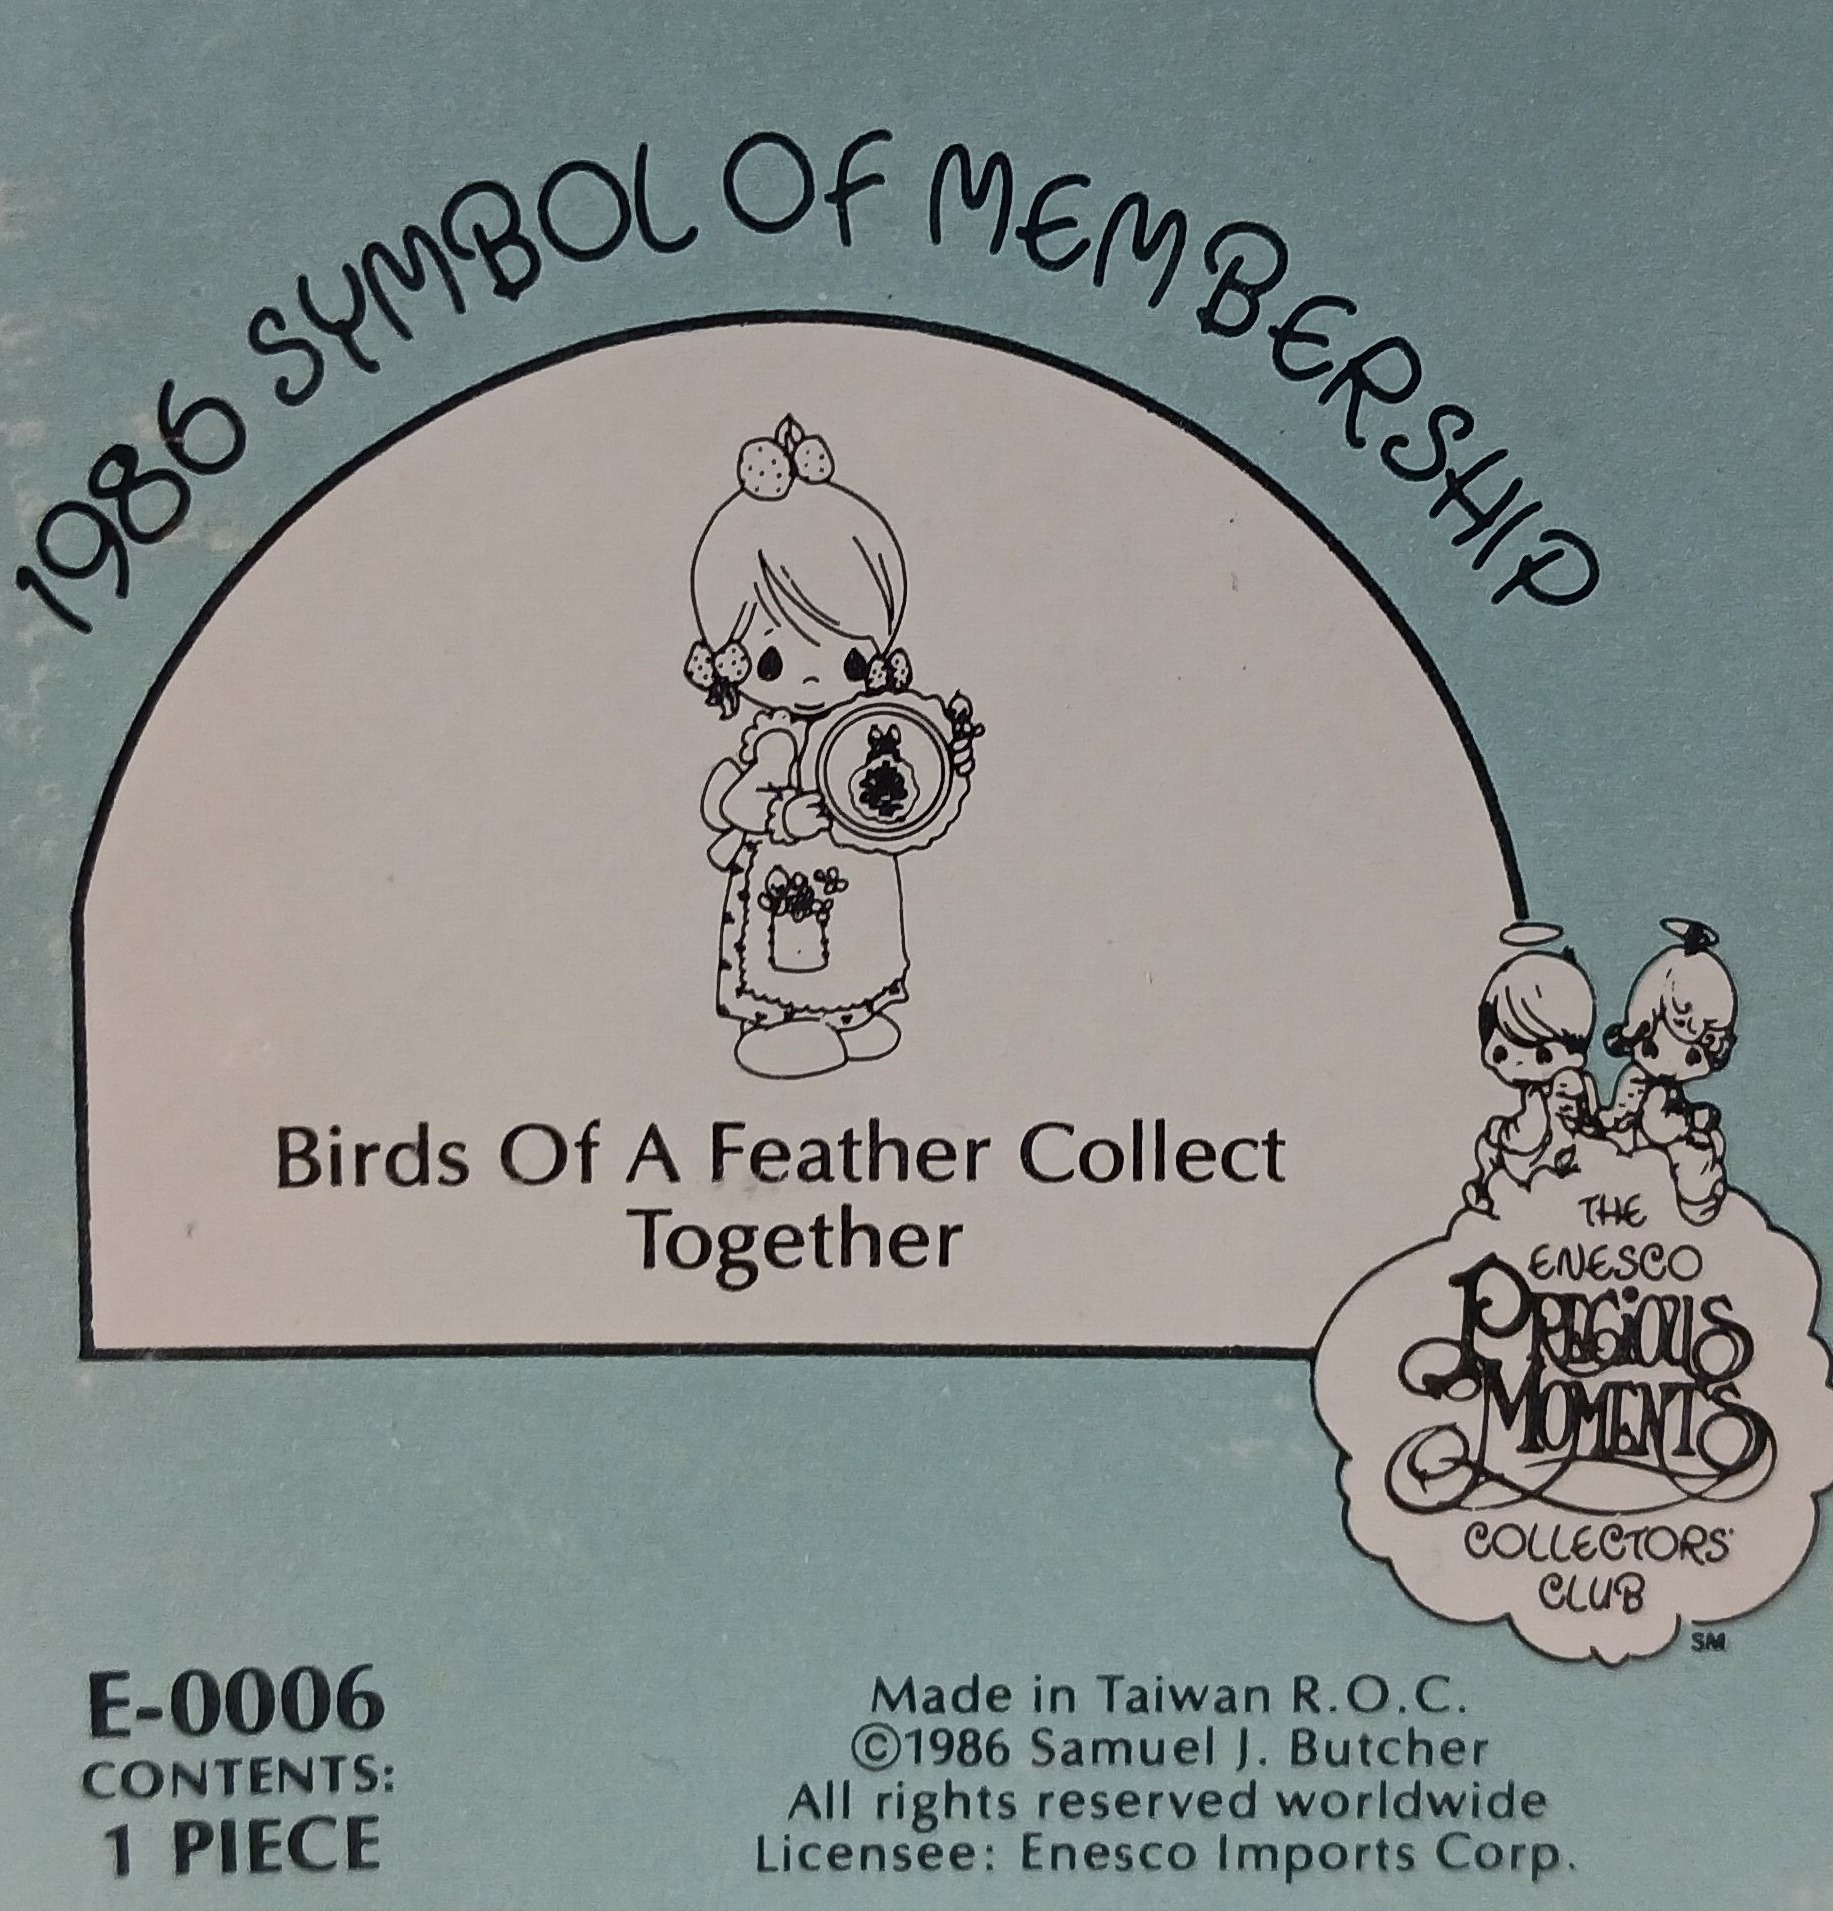 1986 SYMBOL OF MEMBERSHIP
Birds Of A Feather Collect
Together
THE
ENESCO
PRECIOUS
MOMENTS
COLLECTORS'
CLUB
SM
E-0006
CONTENTS:
1 PIECE
Made in Taiwan R.O.C.
©1986 Samuel J. Butcher
All rights reserved worldwide
Licensee: Enesco Imports Corp.